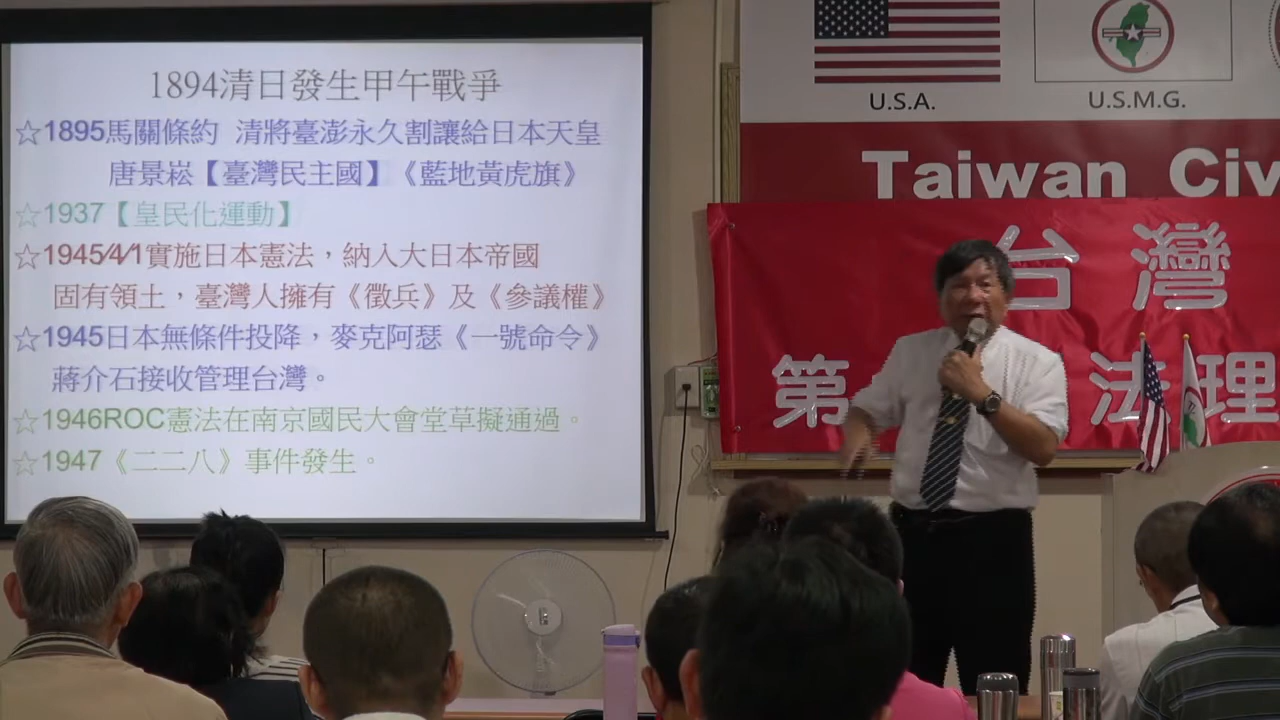 1894清日發生甲午戰爭
☆1895馬關條約 清將臺澎永久割讓給日本天皇
唐景崧【臺灣民主國】《藍地黃虎旗》
☆1937【皇民化運動】
☆1945/4/1實施日本憲法，納入大日本帝國
固有領土，臺灣人擁有《徵兵》及《參議權》
☆1945日本無條件投降，麥克阿瑟《一號命令》
蔣介石接收管理台灣。
☆1946ROC憲法在南京國民大會堂草擬通過。
☆1947《二二八》事件發生。
U.S.A.
U.S.M.G.
Taiwan Civ
台灣
第 法理